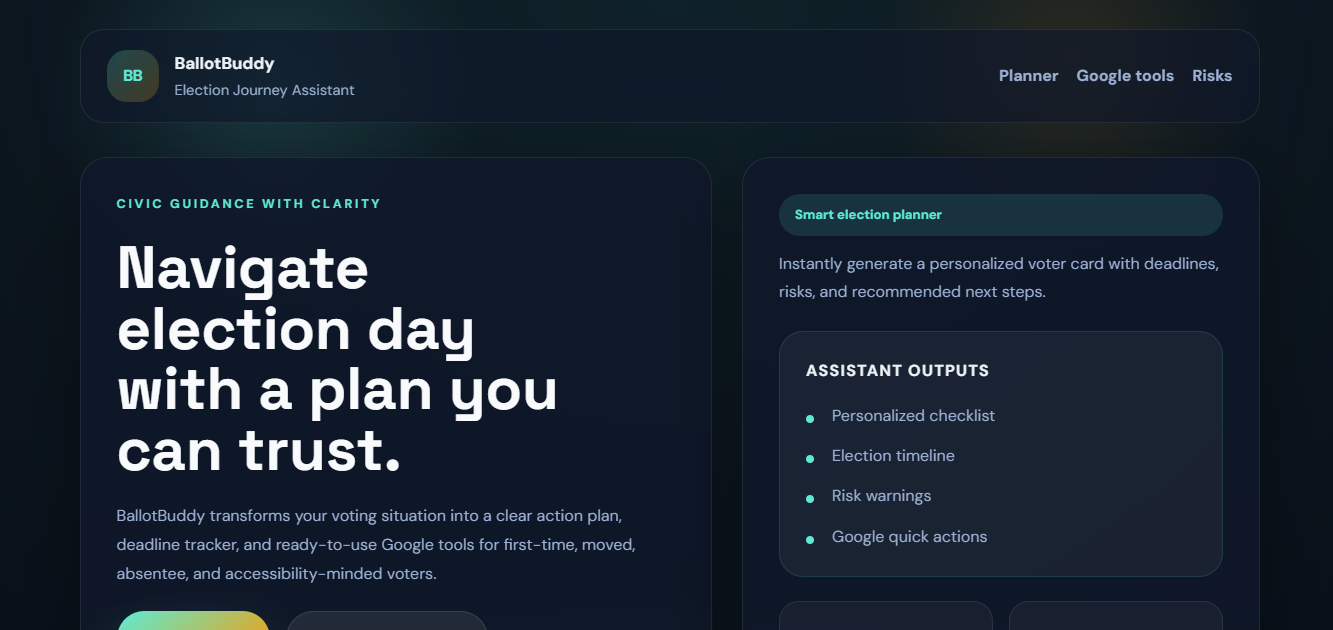 BB
BallotBuddy
Election Journey Assistant
Planner
Google tools
Risks
CIVIC GUIDANCE WITH CLARITY
Navigate
election day
with a plan you
can trust.
BallotBuddy transforms your voting situation into a clear action plan,
deadline tracker, and ready-to-use Google tools for first-time, moved,
absentee, and accessibility-minded voters.
Smart election planner
Instantly generate a personalized voter card with deadlines,
risks, and recommended next steps.
ASSISTANT OUTPUTS
Personalized checklist
Election timeline
Risk warnings
Google quick actions